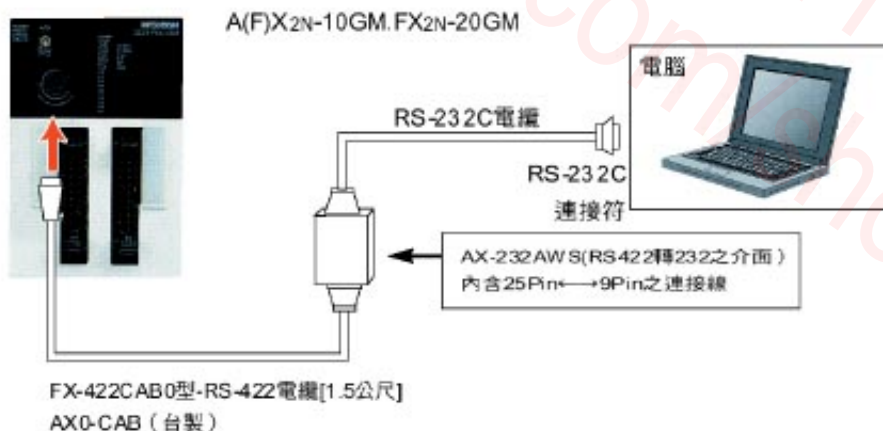 A(F)X2N-10GM.FX2N-20GM
電腦
RS-232C電纜
RS-232C
連接符
AX-232AWS(RS422轉232之介面)
內含25Pin←→9Pin之連接線
FX-422CAB0型-RS-422電纜[1.5公尺]
AX0-CAB(台製)